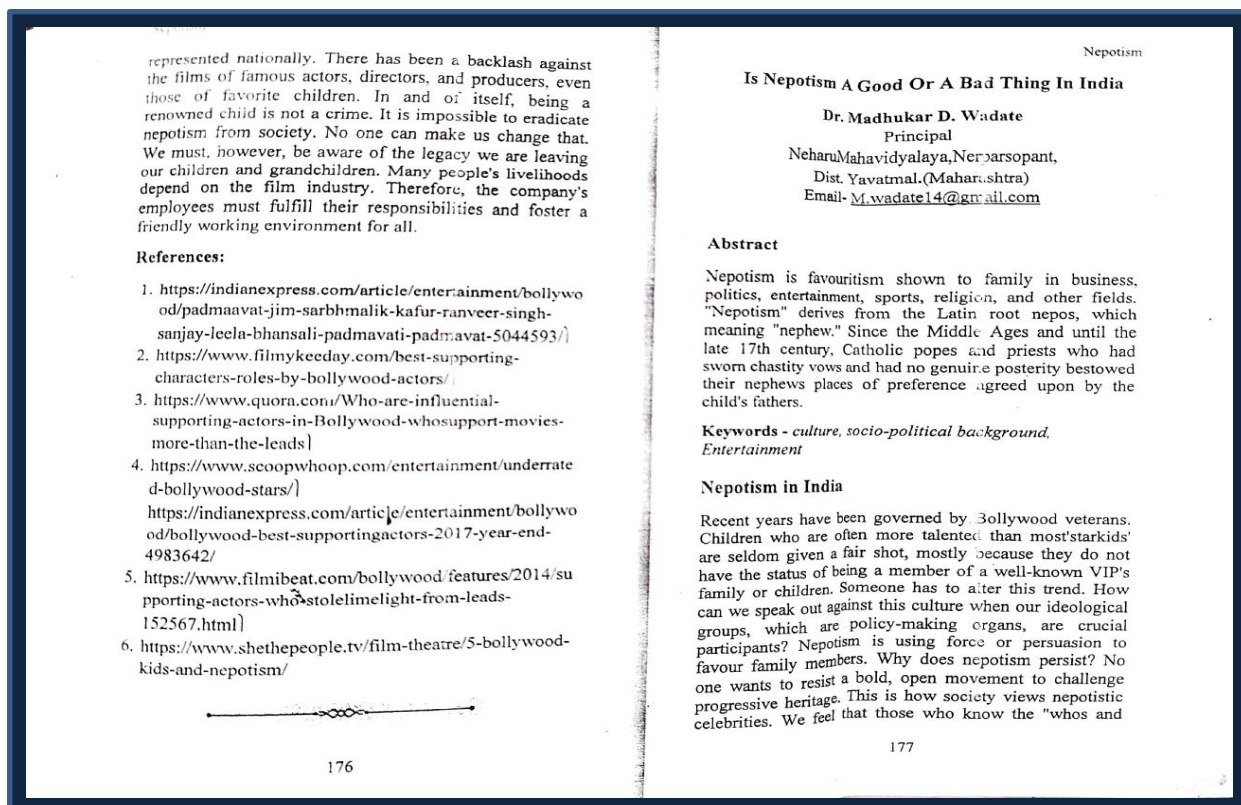 represented nationally. There has been a backlash against
the films of famous actors, directors, and producers, even
those of favorite children. In and of itself, being a
renowned child is not a crime. It is impossible to eradicate
nepotism from society. No one can make us change that.
We must, however, be aware of the legacy we are leaving
our children and grandchildren. Many people's livelihoods
depend on the film industry. Therefore, the company's
employees must fulfill their responsibilities and foster a
friendly working environment for all.
References:
1. https://indianexpress.com/article/entertainment/bollywo
od/padmaavat-jim-sarbhmalik-kafur-ranveer-singh-
sanjay-leela-bhansali-padmavati-padmavat-5044593/]
2. https://www.filmykeeday.com/best-supporting-
characters-roles-by-bollywood-actors/
3. https://www.quora.com/Who-are-influential-
supporting-actors-in-Bollywood-whosupport-movies-
more-than-the-leads]
4. https://www.scoopwhoop.com/entertainment/underrate
d-bollywood-stars/]
https://indianexpress.com/article/entertainment/bollywo
od/bollywood-best-supportingactors-2017-year-end-
4983642/
5. https://www.filmibeat.com/bollywood/features/2014/su
pporting-actors-who-stolelimelight-from-leads-
152567.html]
6. https://www.shethepeople.tv/film-theatre/5-bollywood-
kids-and-nepotism/
176
Nepotism
Is Nepotism A Good Or A Bad Thing In India
Dr. Madhukar D. Wadate
Principal
NeharuMahavidyalaya,Nerparsopant,
Dist. Yavatmal.(Maharashtra)
Email- M.wadate14@gmail.com
Abstract
Nepotism is favouritism shown to family in business,
politics, entertainment, sports, religion, and other fields.
"Nepotism" derives from the Latin root nepos, which
meaning "nephew." Since the Middle Ages and until the
late 17th century, Catholic popes and priests who had
sworn chastity vows and had no genuine posterity bestowed
their nephews places of preference agreed upon by the
child's fathers.
Keywords - culture, socio-political background,
Entertainment
Nepotism in India
Recent years have been governed by Bollywood veterans.
Children who are often more talented than most'starkids'
are seldom given a fair shot, mostly because they do not
have the status of being a member of a well-known VIP's
family or children. Someone has to alter this trend. How
can we speak out against this culture when our ideological
groups, which are policy-making organs, are crucial
participants? Nepotism is using force or persuasion to
favour family members. Why does nepotism persist? No
one wants to resist a bold, open movement to challenge
progressive heritage. This is how society views nepotistic
celebrities. We feel that those who know the "whos and
177